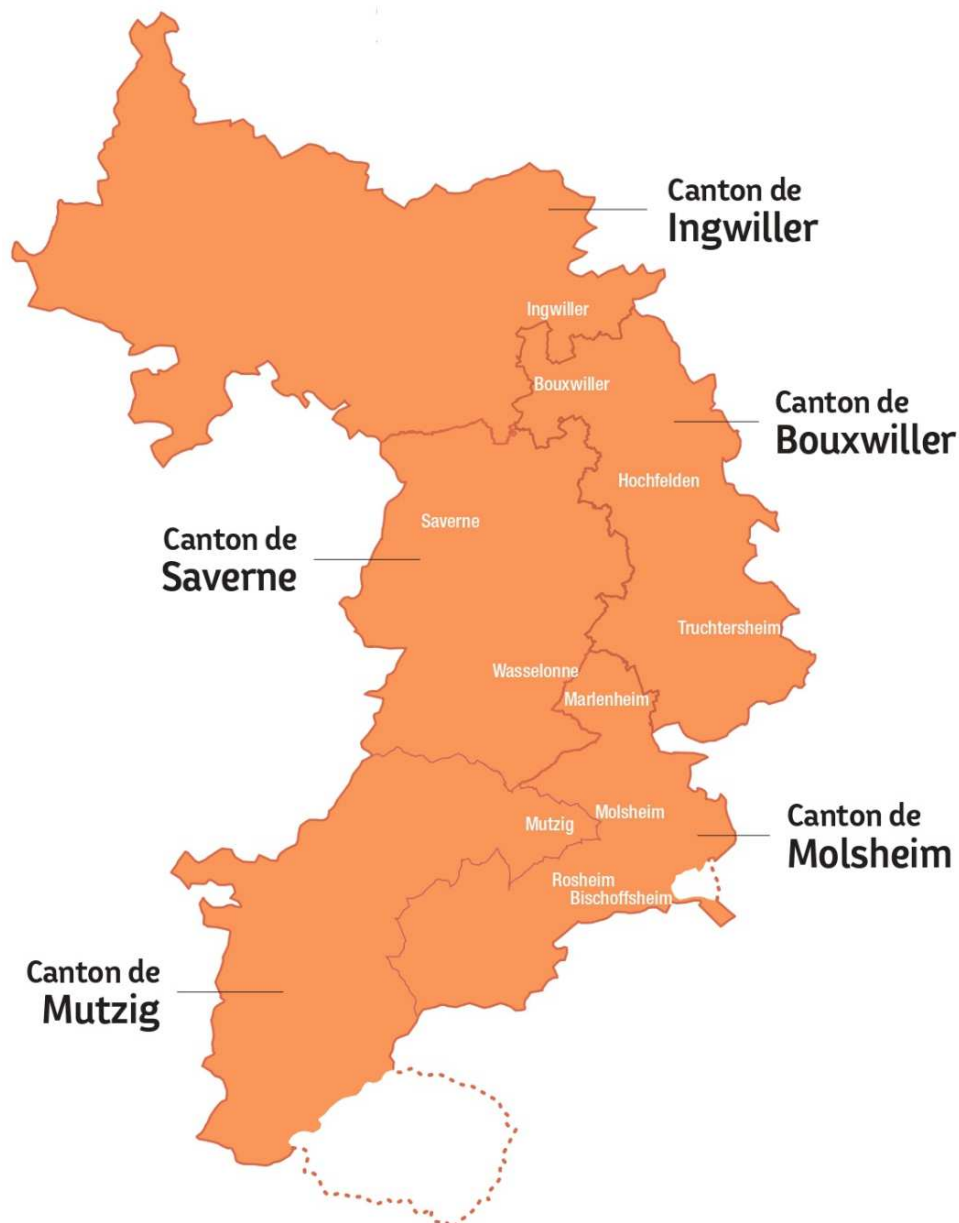 Canton de
Ingwiller
Ingwiller
Bouxwiller
Canton de
Bouxwiller
Hochfelden
Saverne
Canton de
Saverne
Truchtersheim
Wasselonne
Marlenheim
Mutzig
Molsheim
Canton de
Molsheim
Rosheim
Bischoffsheim
Canton de
Mutzig